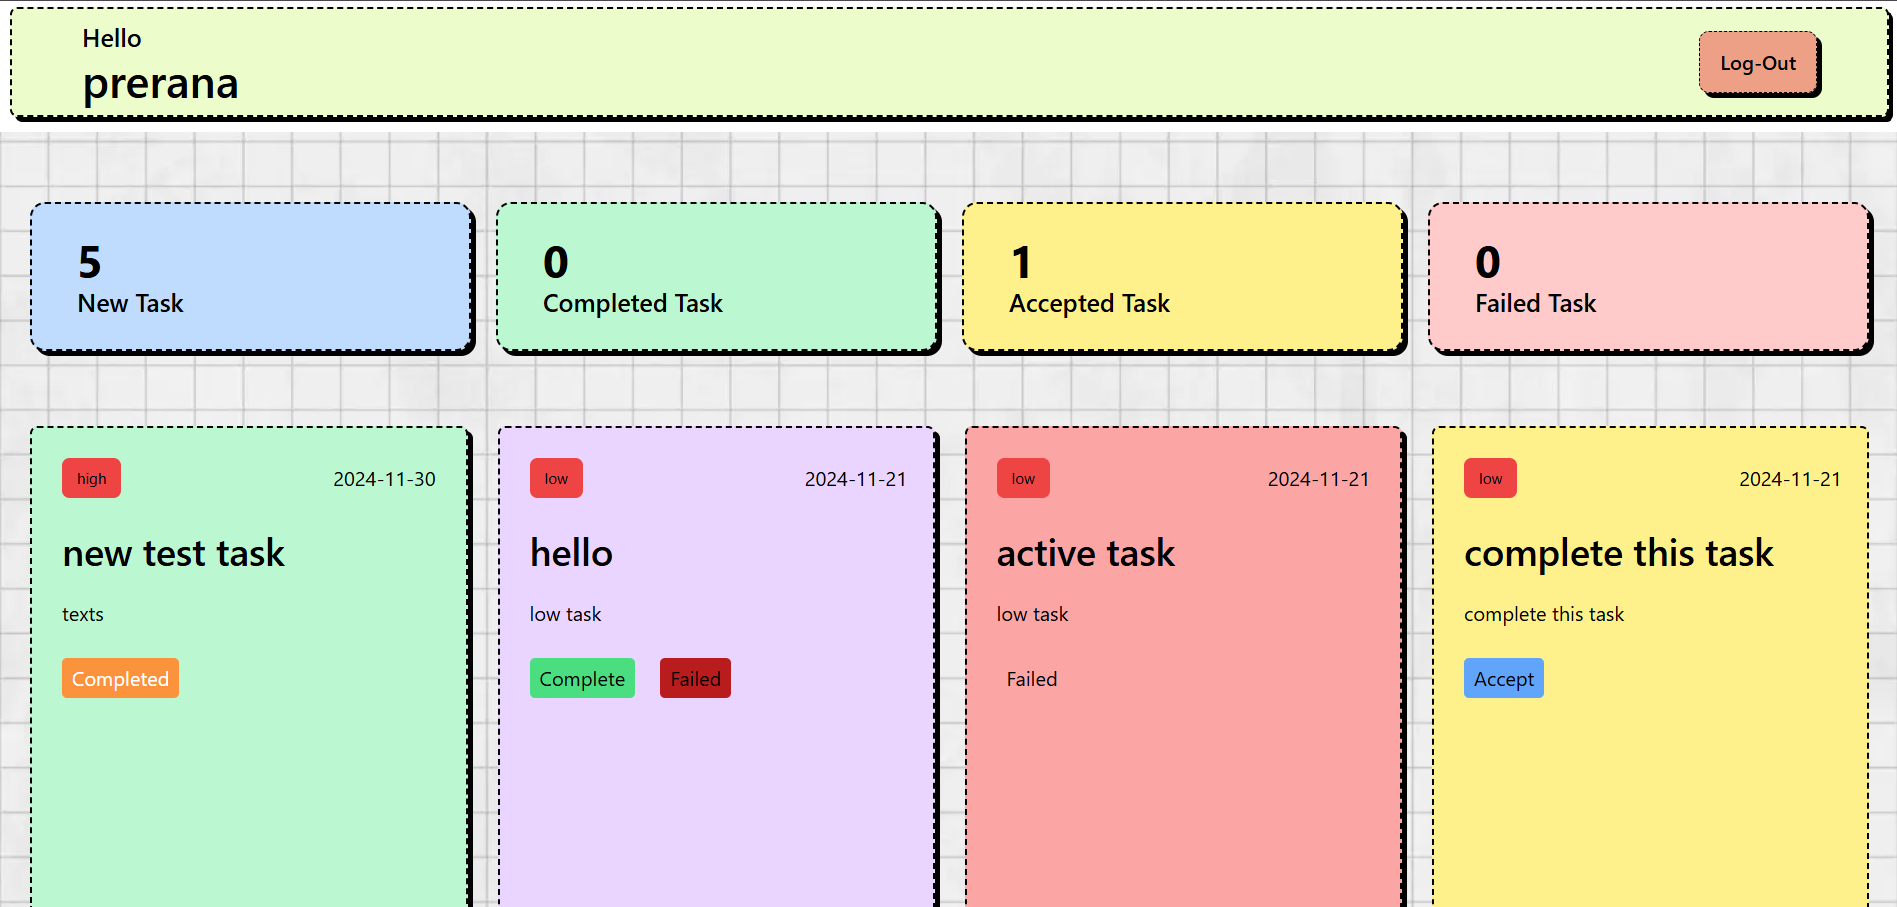 Hello
prerana
Log-Out
5
New Task
0
Completed Task
1
Accepted Task
0
Failed Task
high
2024-11-30
new test task
texts
Completed
low
2024-11-21
hello
low task
Complete
Failed
low
2024-11-21
active task
low task
Failed
low
2024-11-21
complete this task
complete this task
Accept